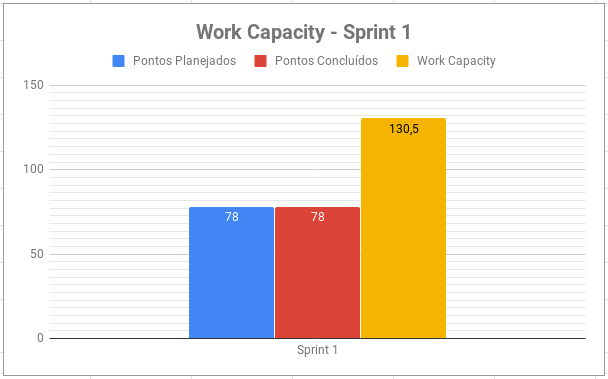 Work Capacity - Sprint 1
Pontos Planejados Pontos Concluídos Work Capacity
150
130,5
100
78 78
50
0
Sprint 1